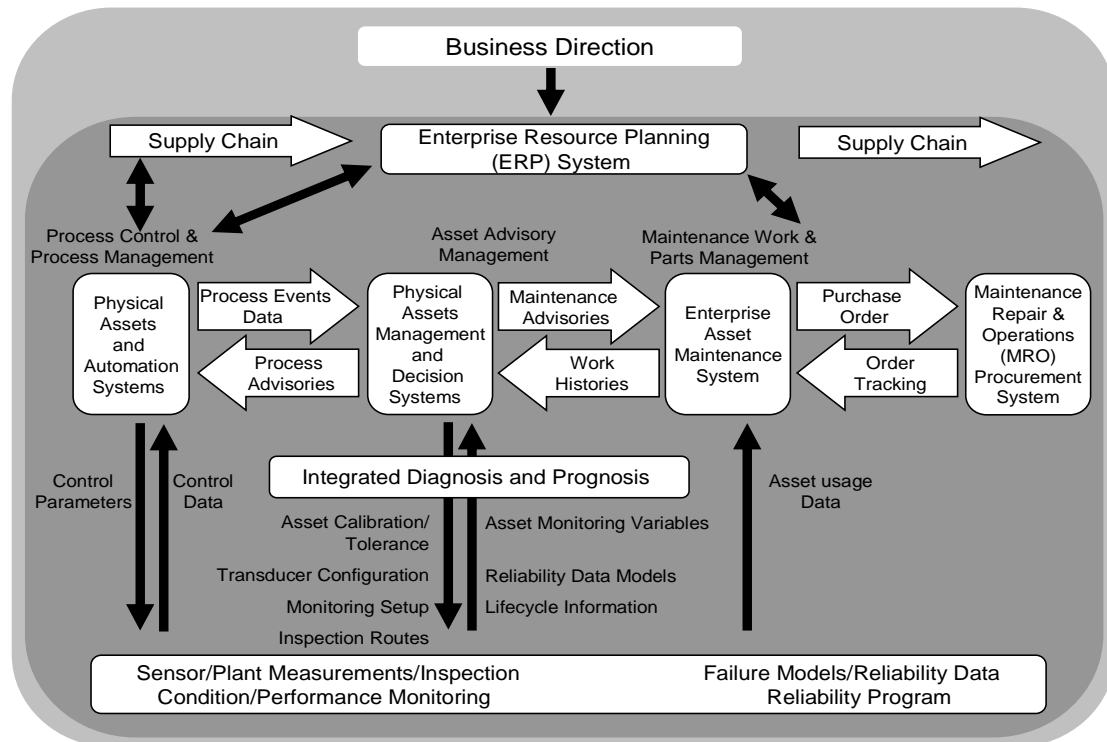 Business Direction
Supply Chain
Enterprise Resource Planning
(ERP) System
Supply Chain
Process Control &
Process Management
Asset Advisory
Management
Maintenance Work &
Parts Management
Physical
Assets
and
Automation
Systems
Process Events
Data
Process
Advisories
Physical
Assets
Management
and
Decision
Systems
Maintenance
Advisories
Work
Histories
Enterprise
Asset
Maintenance
System
Purchase
Order
Order
Tracking
Maintenance
Repair &
Operations
(MRO)
Procurement
System
Control
Parameters
Control
Data
Integrated Diagnosis and Prognosis
Asset usage
Data
Asset Calibration/
Tolerance
Transducer Configuration
Monitoring Setup
Inspection Routes
Asset Monitoring Variables
Reliability Data Models
Lifecycle Information
Sensor/Plant Measurements/Inspection
Condition/Performance Monitoring
Failure Models/Reliability Data
Reliability Program